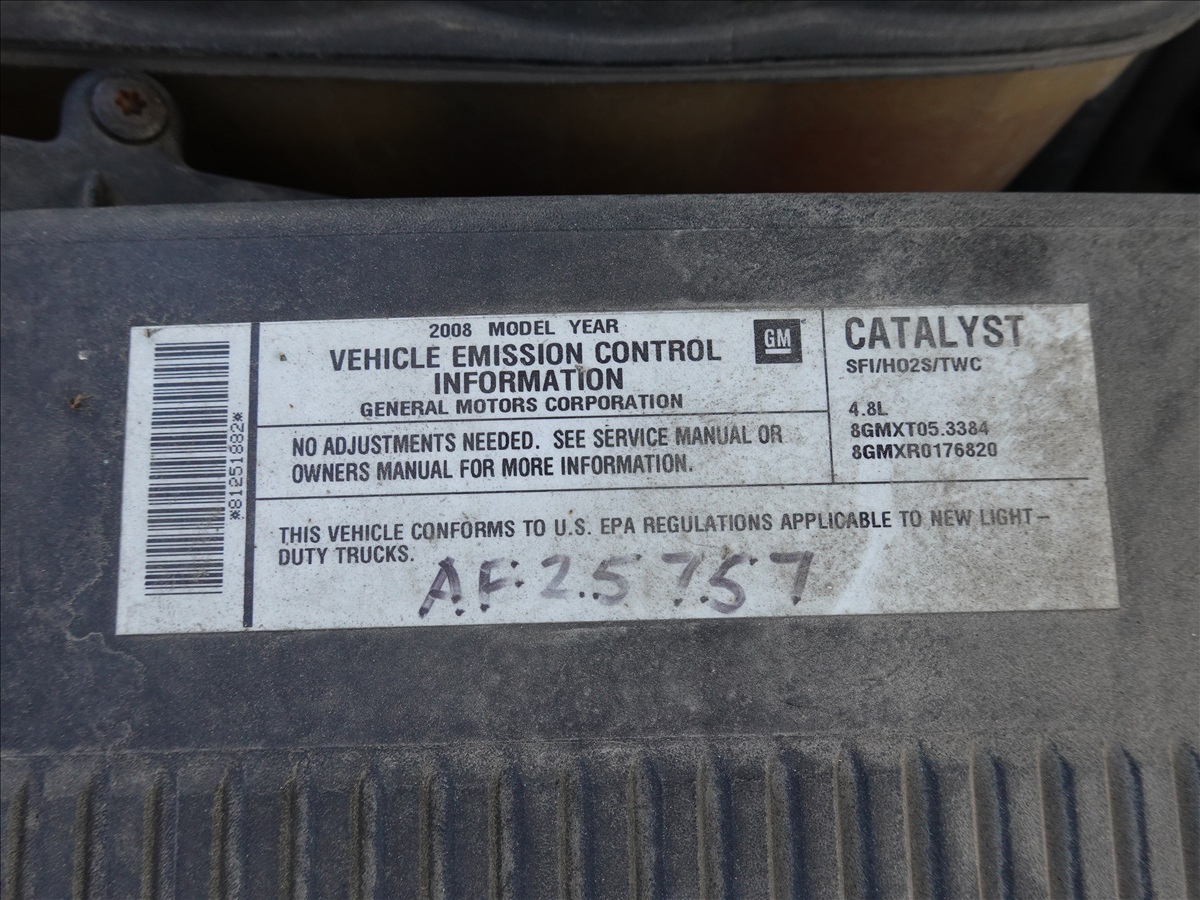 2008 MODEL YEAR
VEHICLE EMISSION CONTROL
INFORMATION
GENERAL MOTORS CORPORATION
GM
NO ADJUSTMENTS NEEDED. SEE SERVICE MANUAL OR
OWNERS MANUAL FOR MORE INFORMATION.
CATALYST
SFI/HO2S/TWC
4.8L
8GMXT05.3384
8GMXR0176820
THIS VEHICLE CONFORMS TO U.S. EPA REGULATIONS APPLICABLE TO NEW LIGHT-
DUTY TRUCKS.
AF25757
*81251882*